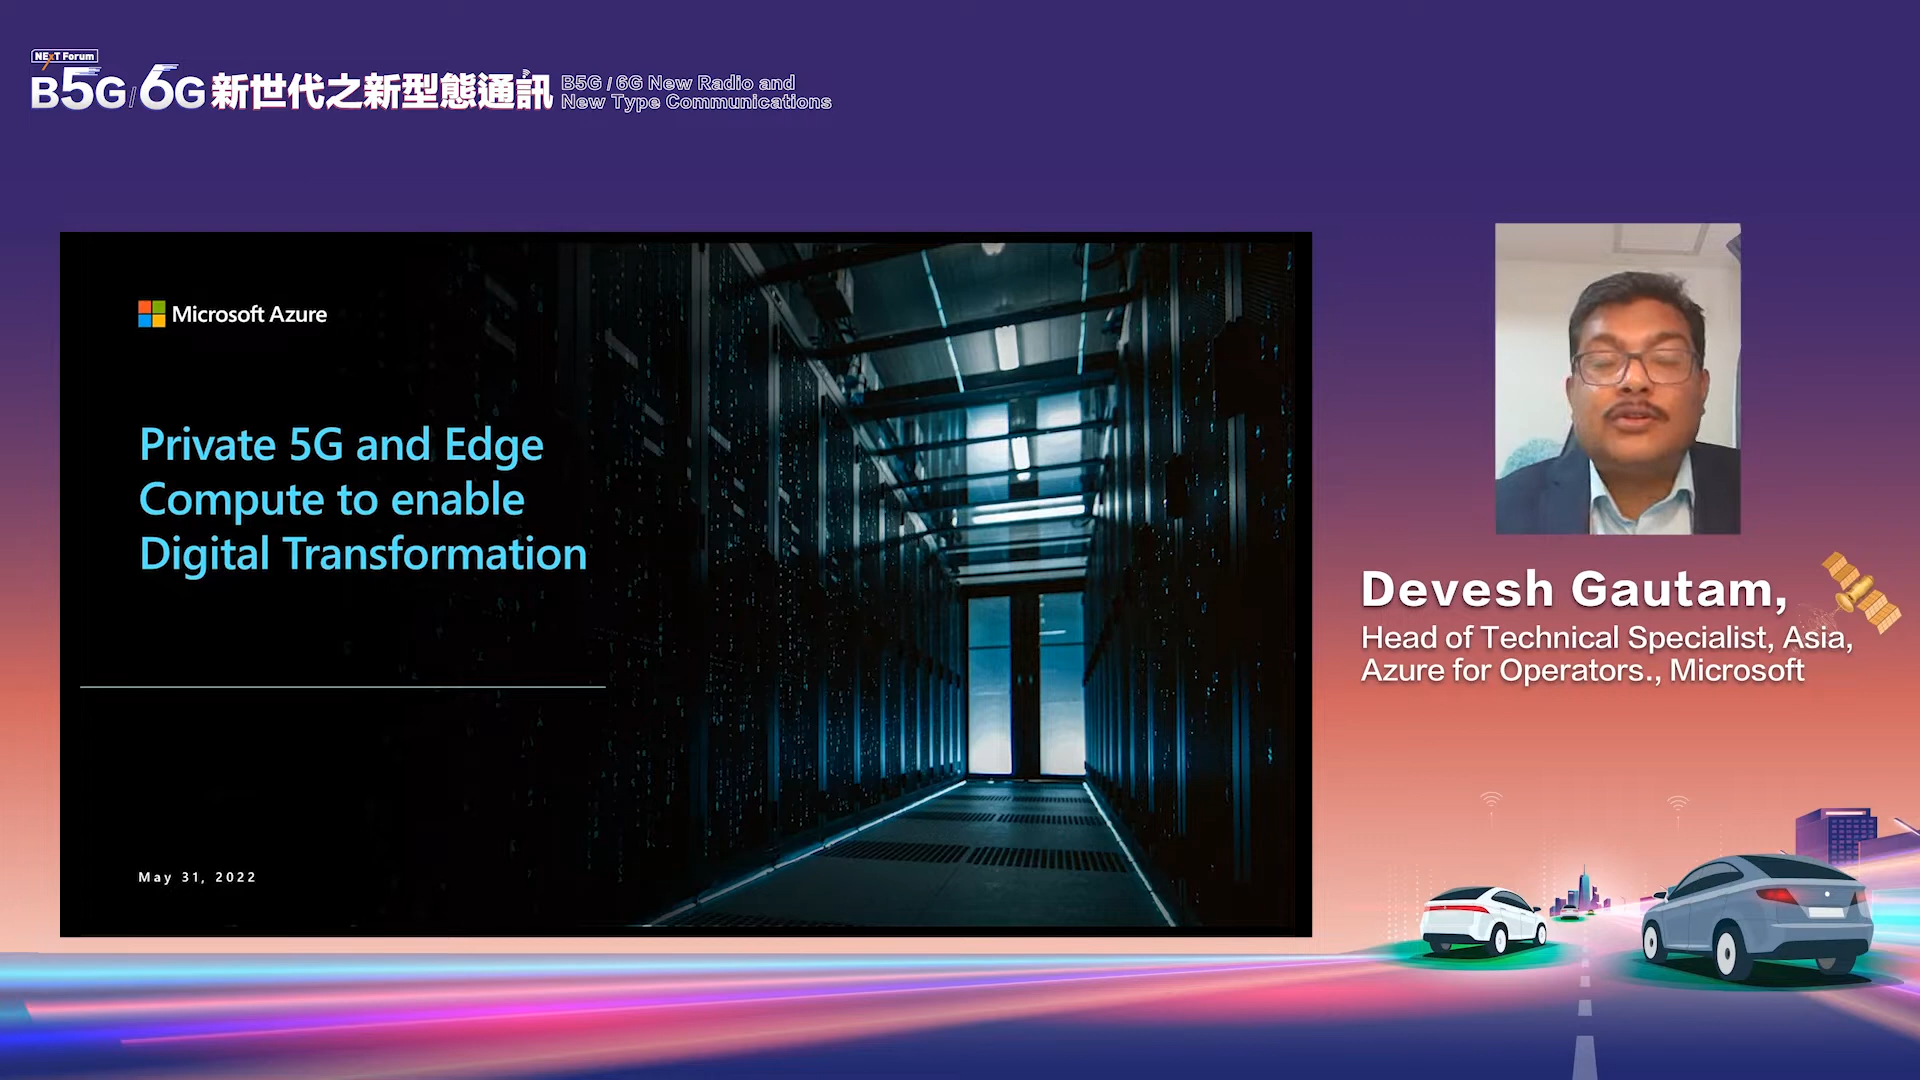 NEXT Forum
B5G/6G新世代之新型態通訊
B5G / 6G New Radio and
New Type Communications
Microsoft Azure
Private 5G and Edge
Compute to enable
Digital Transformation
May 31, 2022
Devesh Gautam,
Head of Technical Specialist, Asia,
Azure for Operators., Microsoft